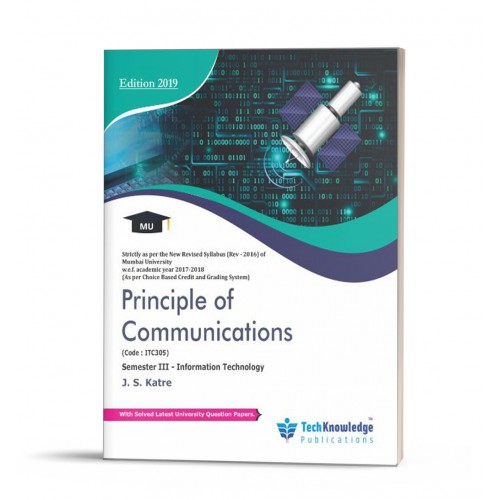 Edition 2019
MU
Strictly as per the New Revised Syllabus (Rev - 2016) of
Mumbai University
w.e.f. academic year 2017-2018
(As per Choice Based Credit and Grading System)
Principle of
Communications
(Code : ITC305)
Semester III - Information Technology
J. S. Katre
With Solved Latest University Question Papers.
TechKnowledge™
Publications